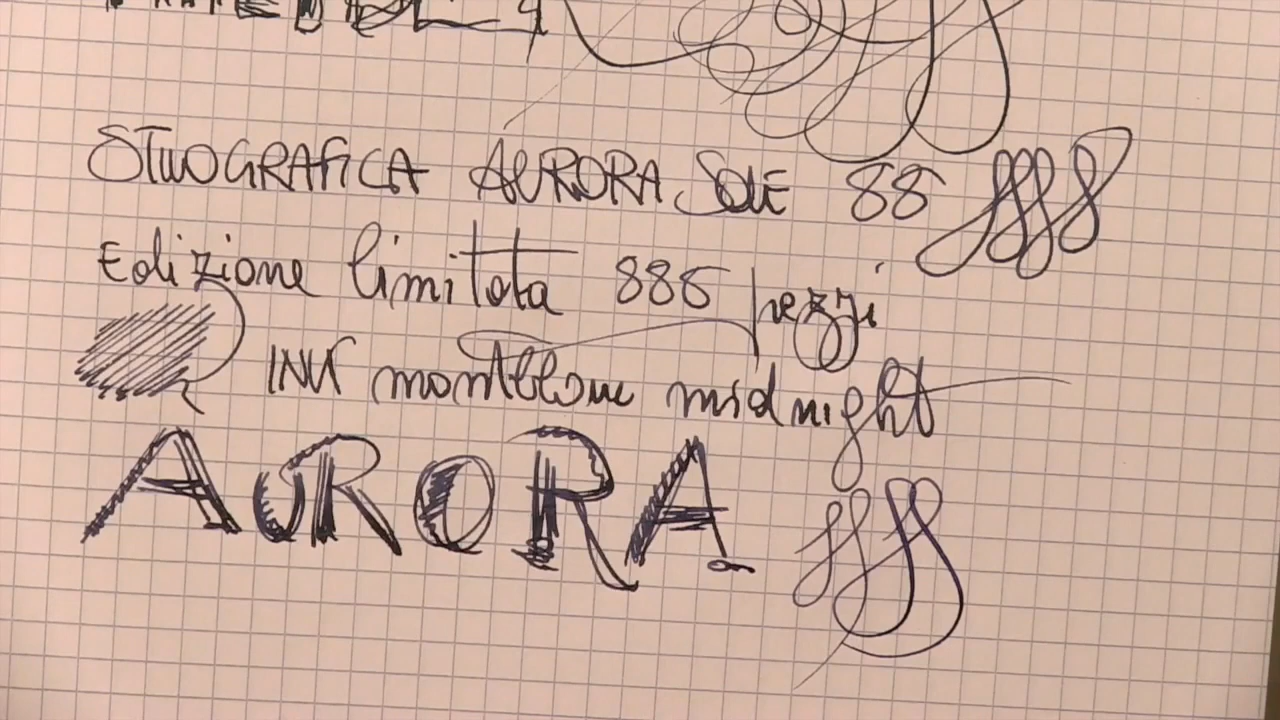 STILOGRAFICA AURORA SOLE 88
Edizione limitata 888 pezzi
INK montblanc midnight
AURORA